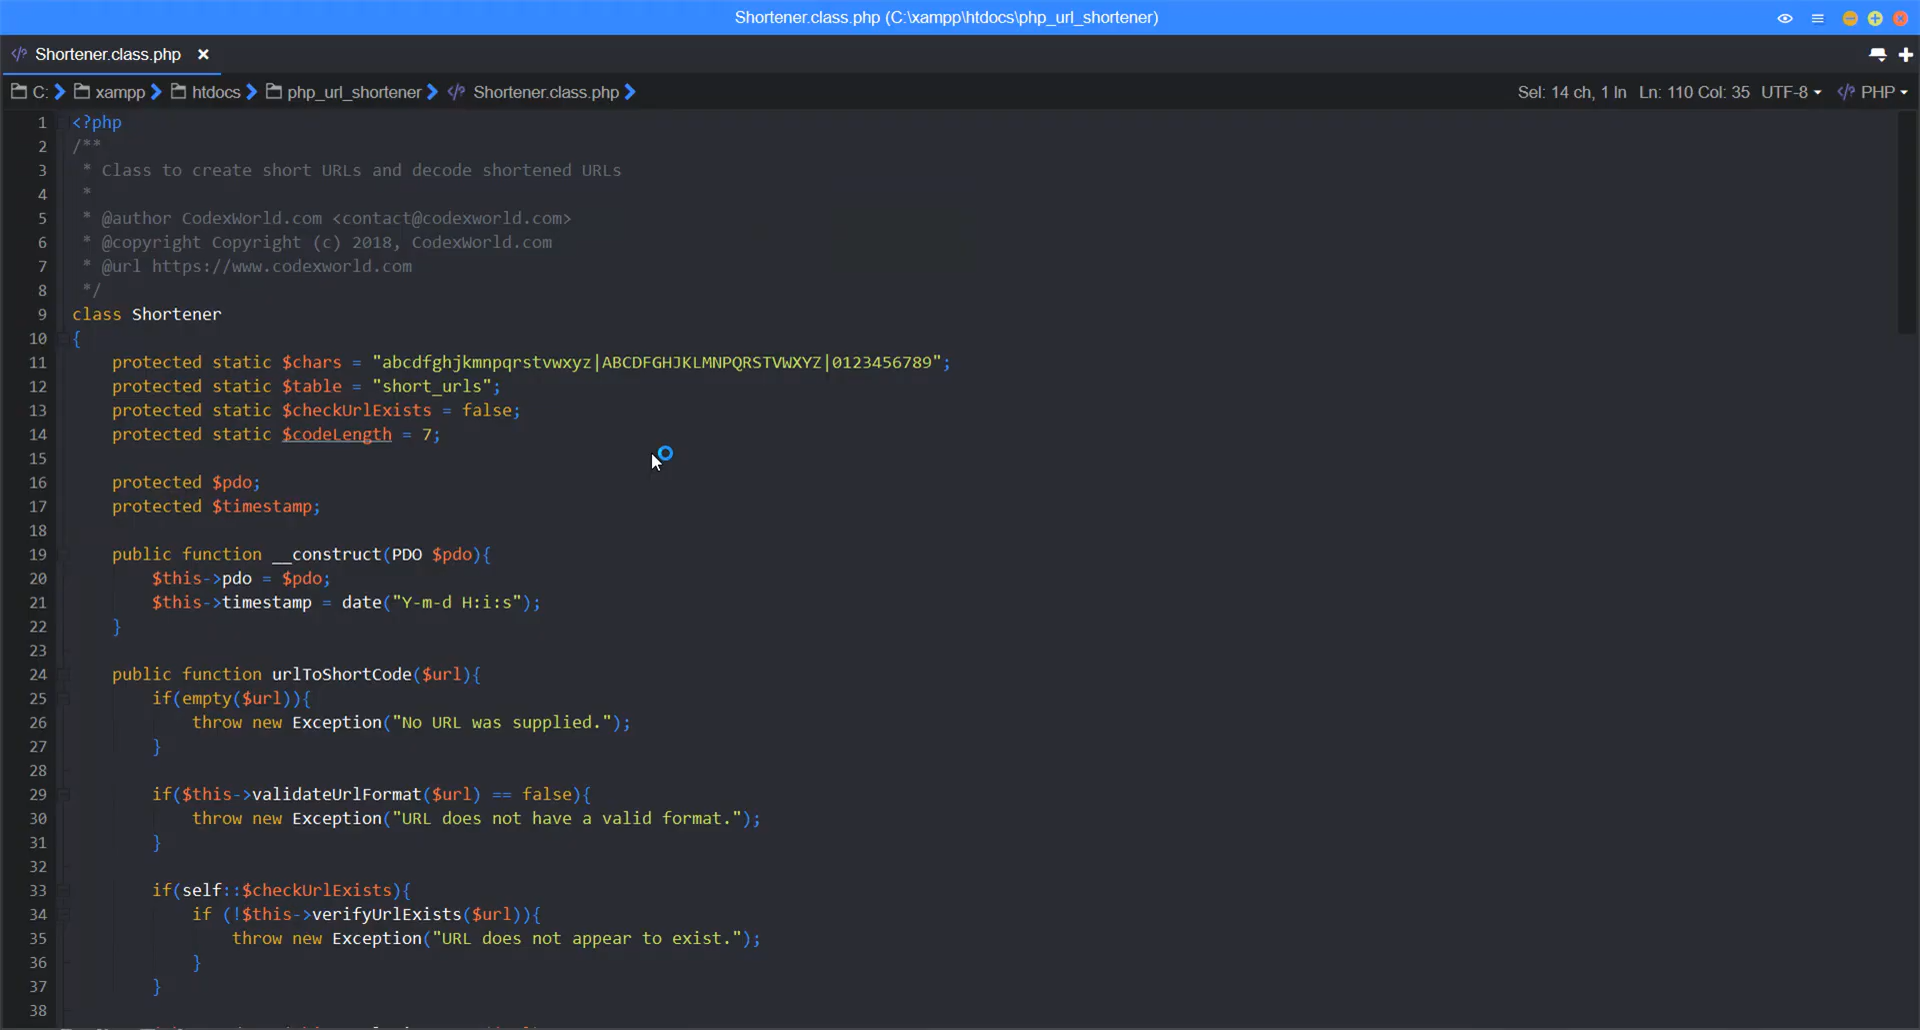 Shortener.class.php (C:\xampp\htdocs\php_url_shortener)
Shortener.class.php
C: xampp htdocs php_url_shortener Shortener.class.php Sel: 14 ch, 1 ln Ln: 110 Col: 35 UTF-8 PHP
1 <?php
2 /**
3 * Class to create short URLs and decode shortened URLs
4 *
5 * @author CodexWorld.com <contact@codexworld.com>
6 * @copyright Copyright (c) 2018, CodexWorld.com
7 * @url https://www.codexworld.com
8 */
9 class Shortener
10 {
11 protected static $chars = "abcdfghjkmnpqrstvwxyz|ABCDFGHJKLMNPQRSTVWXYZ|0123456789";
12 protected static $table = "short_urls";
13 protected static $checkUrlExists = false;
14 protected static $codeLength = 7;
15
16 protected $pdo;
17 protected $timestamp;
18
19 public function __construct(PDO $pdo){
20 $this->pdo = $pdo;
21 $this->timestamp = date("Y-m-d H:i:s");
22 }
23
24 public function urlToShortCode($url){
25 if(empty($url)){
26 throw new Exception("No URL was supplied.");
27 }
28
29 if($this->validateUrlFormat($url) == false){
30 throw new Exception("URL does not have a valid format.");
31 }
32
33 if(self::$checkUrlExists){
34 if (!$this->verifyUrlExists($url)){
35 throw new Exception("URL does not appear to exist.");
36 }
37 }
38